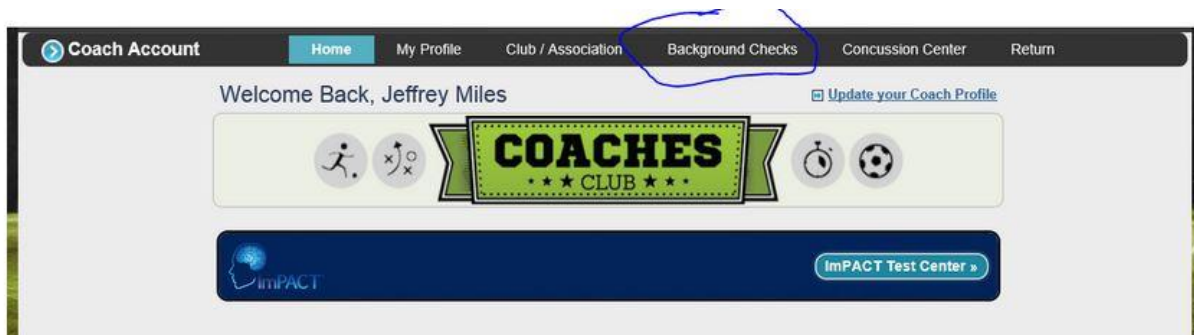 Coach Account Home My Profile Club / Association Background Checks Concussion Center Return
Welcome Back, Jeffrey Miles Update your Coach Profile
COACHES
CLUB
imPACT ImPACT Test Center »